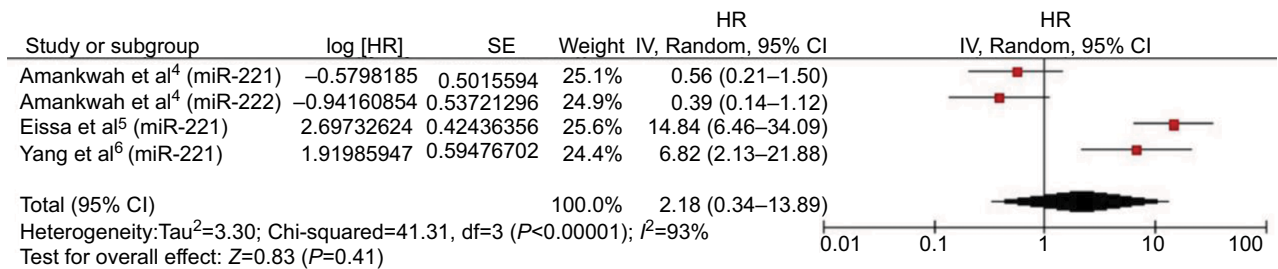 HR HR
Study or subgroup log [HR] SE Weight IV, Random, 95% CI IV, Random, 95% CI
Amankwah et al4 (miR-221) –0.5798185 0.5015594 25.1% 0.56 (0.21–1.50)
Amankwah et al4 (miR-222) –0.94160854 0.53721296 24.9% 0.39 (0.14–1.12)
Eissa et al5 (miR-221) 2.69732624 0.42436356 25.6% 14.84 (6.46–34.09)
Yang et al6 (miR-221) 1.91985947 0.59476702 24.4% 6.82 (2.13–21.88)
Total (95% CI) 100.0% 2.18 (0.34–13.89)
Heterogeneity:Tau2=3.30; Chi-squared=41.31, df=3 (P<0.00001); I2=93%
0.01 0.1 1 10 100
Test for overall effect: Z=0.83 (P=0.41)